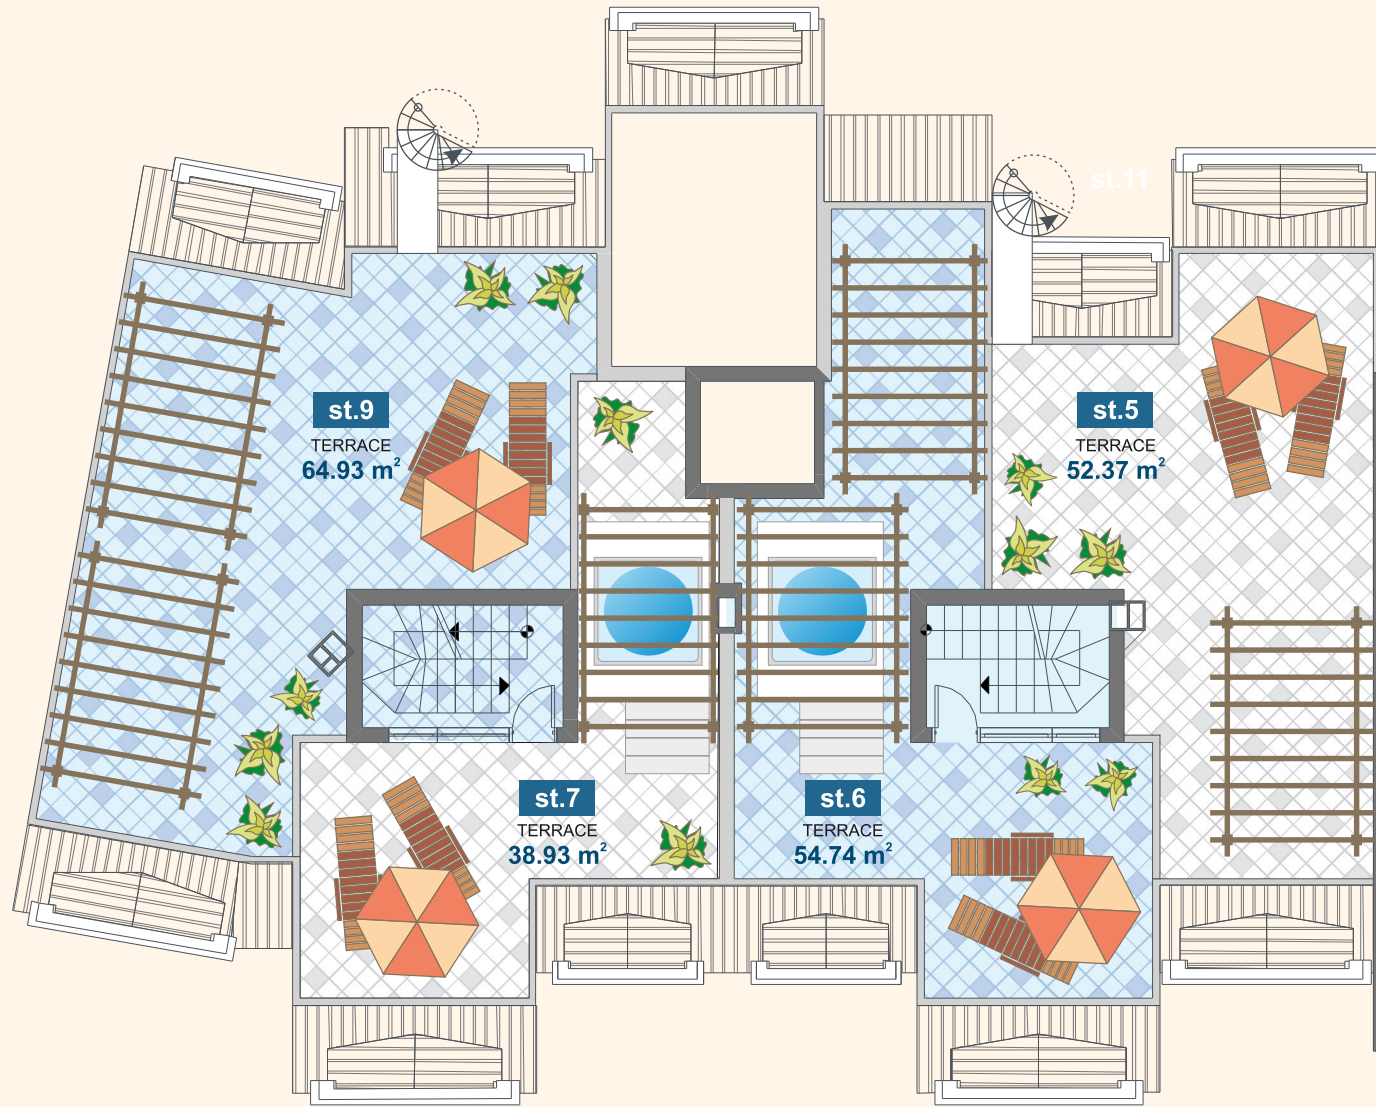 st.11
st.9
TERRACE
64.93 m²
st.5
TERRACE
52.37 m²
st.7
TERRACE
38.93 m²
st.6
TERRACE
54.74 m²